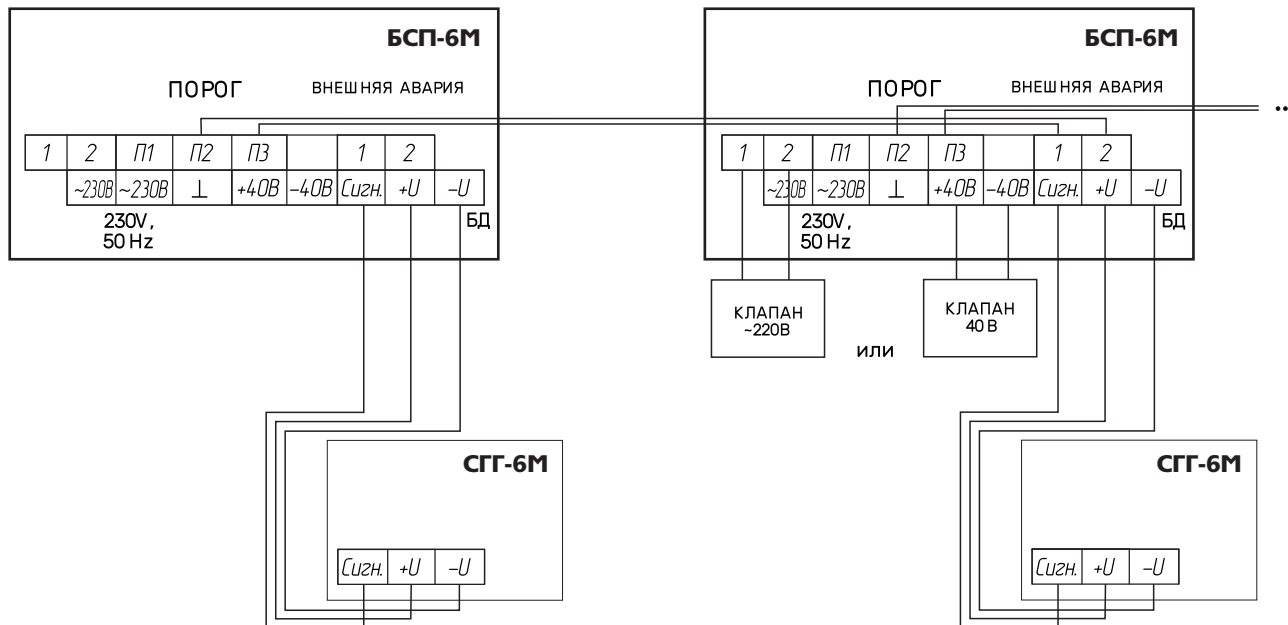 БСП-6М
ПОРОГ ВНЕШНЯЯ АВАРИЯ
1 2 П1 П2 П3 1 2
~230В ~230В ⊥ +40В –40В Сигн. +U –U
230V, БД
50 Hz
СГГ-6М
Сигн. +U –U
БСП-6М
ПОРОГ ВНЕШНЯЯ АВАРИЯ
..
1 2 П1 П2 П3 1 2
~230В ~230В ⊥ +40В –40В Сигн. +U –U
230V, БД
50 Hz
КЛАПАН
~220В
или
КЛАПАН
40 В
СГГ-6М
Сигн. +U –U